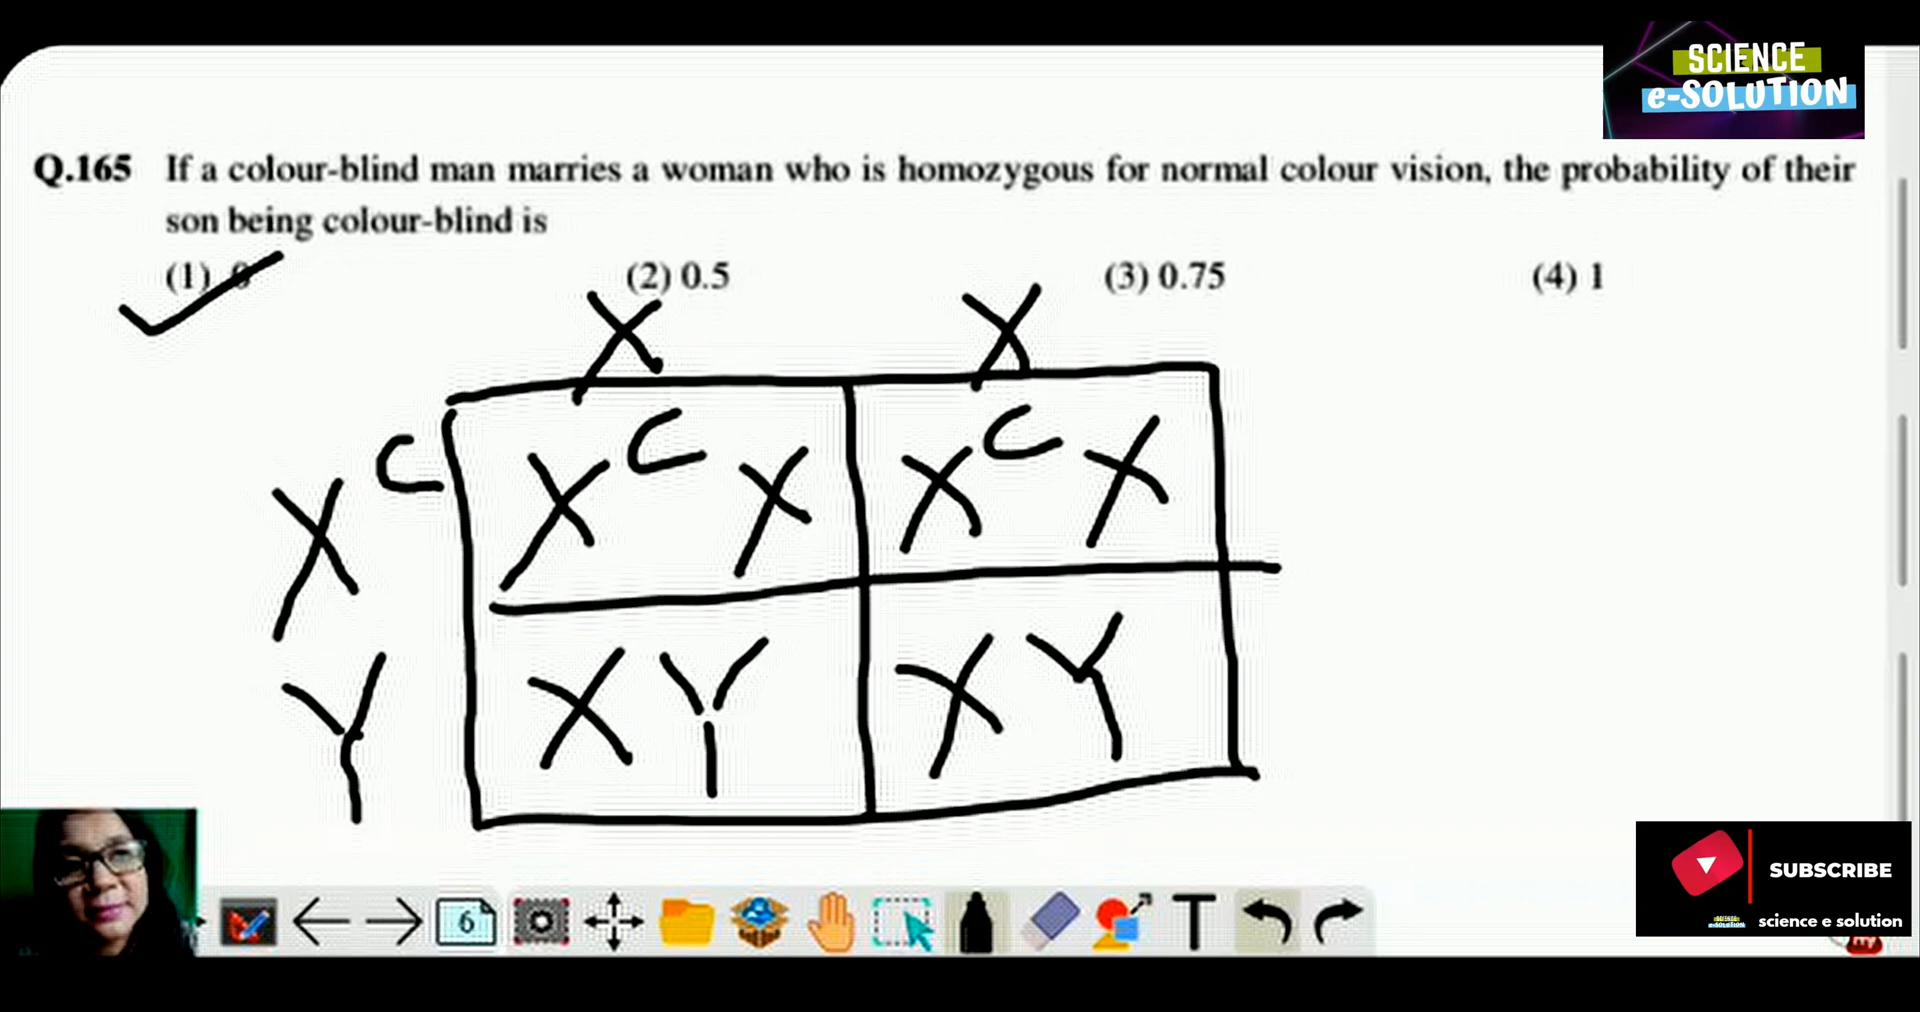 SCIENCE
e-SOLUTION
Q.165 If a colour-blind man marries a woman who is homozygous for normal colour vision, the probability of their
son being colour-blind is
(1) 0 (2) 0.5 (3) 0.75 (4) 1
X X
X C X C X X C X
Y X Y X Y
6
T
SUBSCRIBE
science e solution